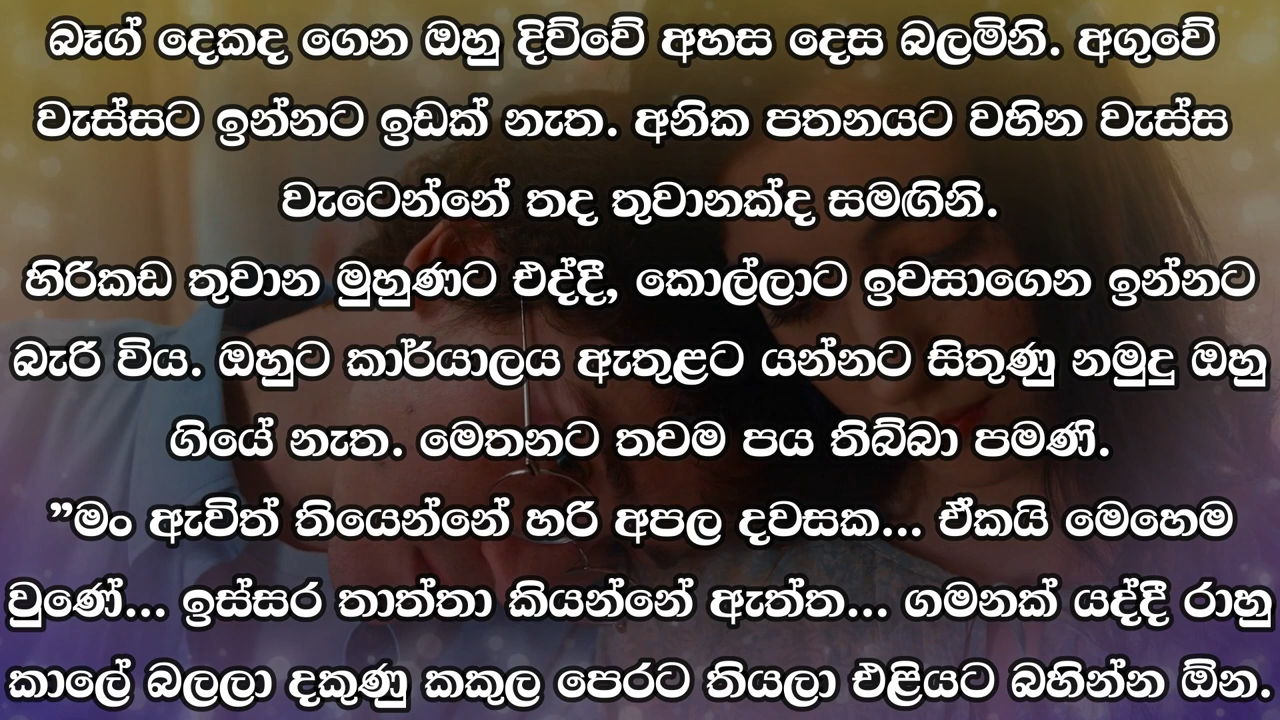 බෑග් දෙකද ගෙන ඔහු දිව්වේ අහස දෙස බලමිනි. අගුවේ
වැස්සට ඉන්නට ඉඩක් නැත. අනික පතනයට වහින වැස්ස
වැටෙන්නේ තද තුවානක්ද සමඟිනි.
හිරිකඩ තුවාන මුහුණට එද්දී, කොල්ලාට ඉවසාගෙන ඉන්නට
බැරි විය. ඔහුට කාර්යාලය ඇතුළට යන්නට සිතුණු නමුදු ඔහු
ගියේ නැත. මෙතනට තවම පය තිබ්බා පමණි.
”මං ඇවිත් තියෙන්නේ හරි අපල දවසක... ඒකයි මෙහෙම
වුණේ... ඉස්සර තාත්තා කියන්නේ ඇත්ත... ගමනක් යද්දී රාහු
කාලේ බලලා දකුණු කකුල පෙරට තියලා එළියට බහින්න ඕන.